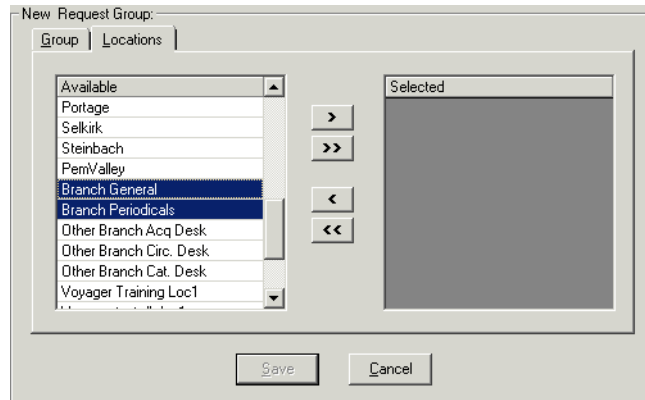 New Request Group:
Group Locations
Available
Portage
Selkirk
Steinbach
PemValley
Branch General
Branch Periodicals
Other Branch Acq Desk
Other Branch Circ. Desk
Other Branch Cat. Desk
Voyager Training Loc1
>
>>
<
<<
Selected
Save Cancel